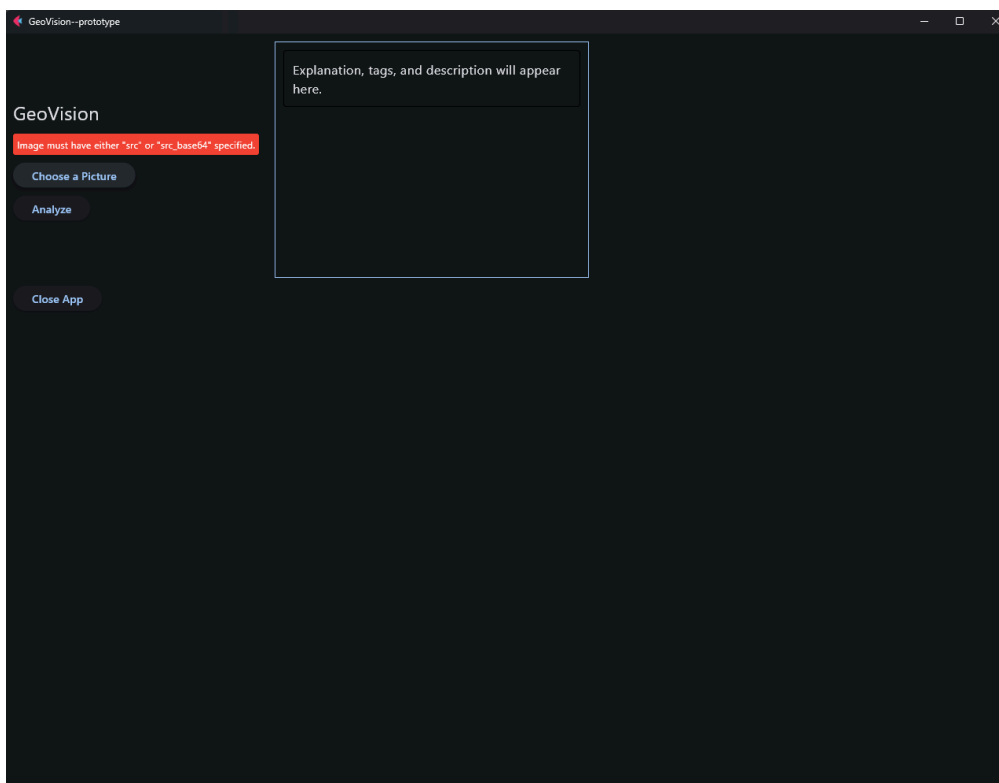 GeoVision--prototype
Explanation, tags, and description will appear
here.
GeoVision
Image must have either "src" or "src_base64" specified.
Choose a Picture
Analyze
Close App